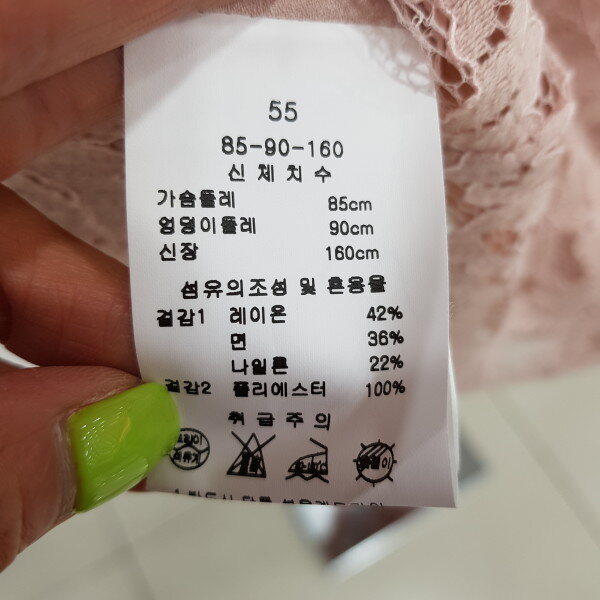 55
85-90-160
신체치수
가슴둘레 85cm
엉덩이둘레 90cm
신장 160cm
섬유의조성 및 혼용율
겉감1 레이온 42%
면 36%
나일론 22%
겉감2 폴리에스터 100%
취급주의